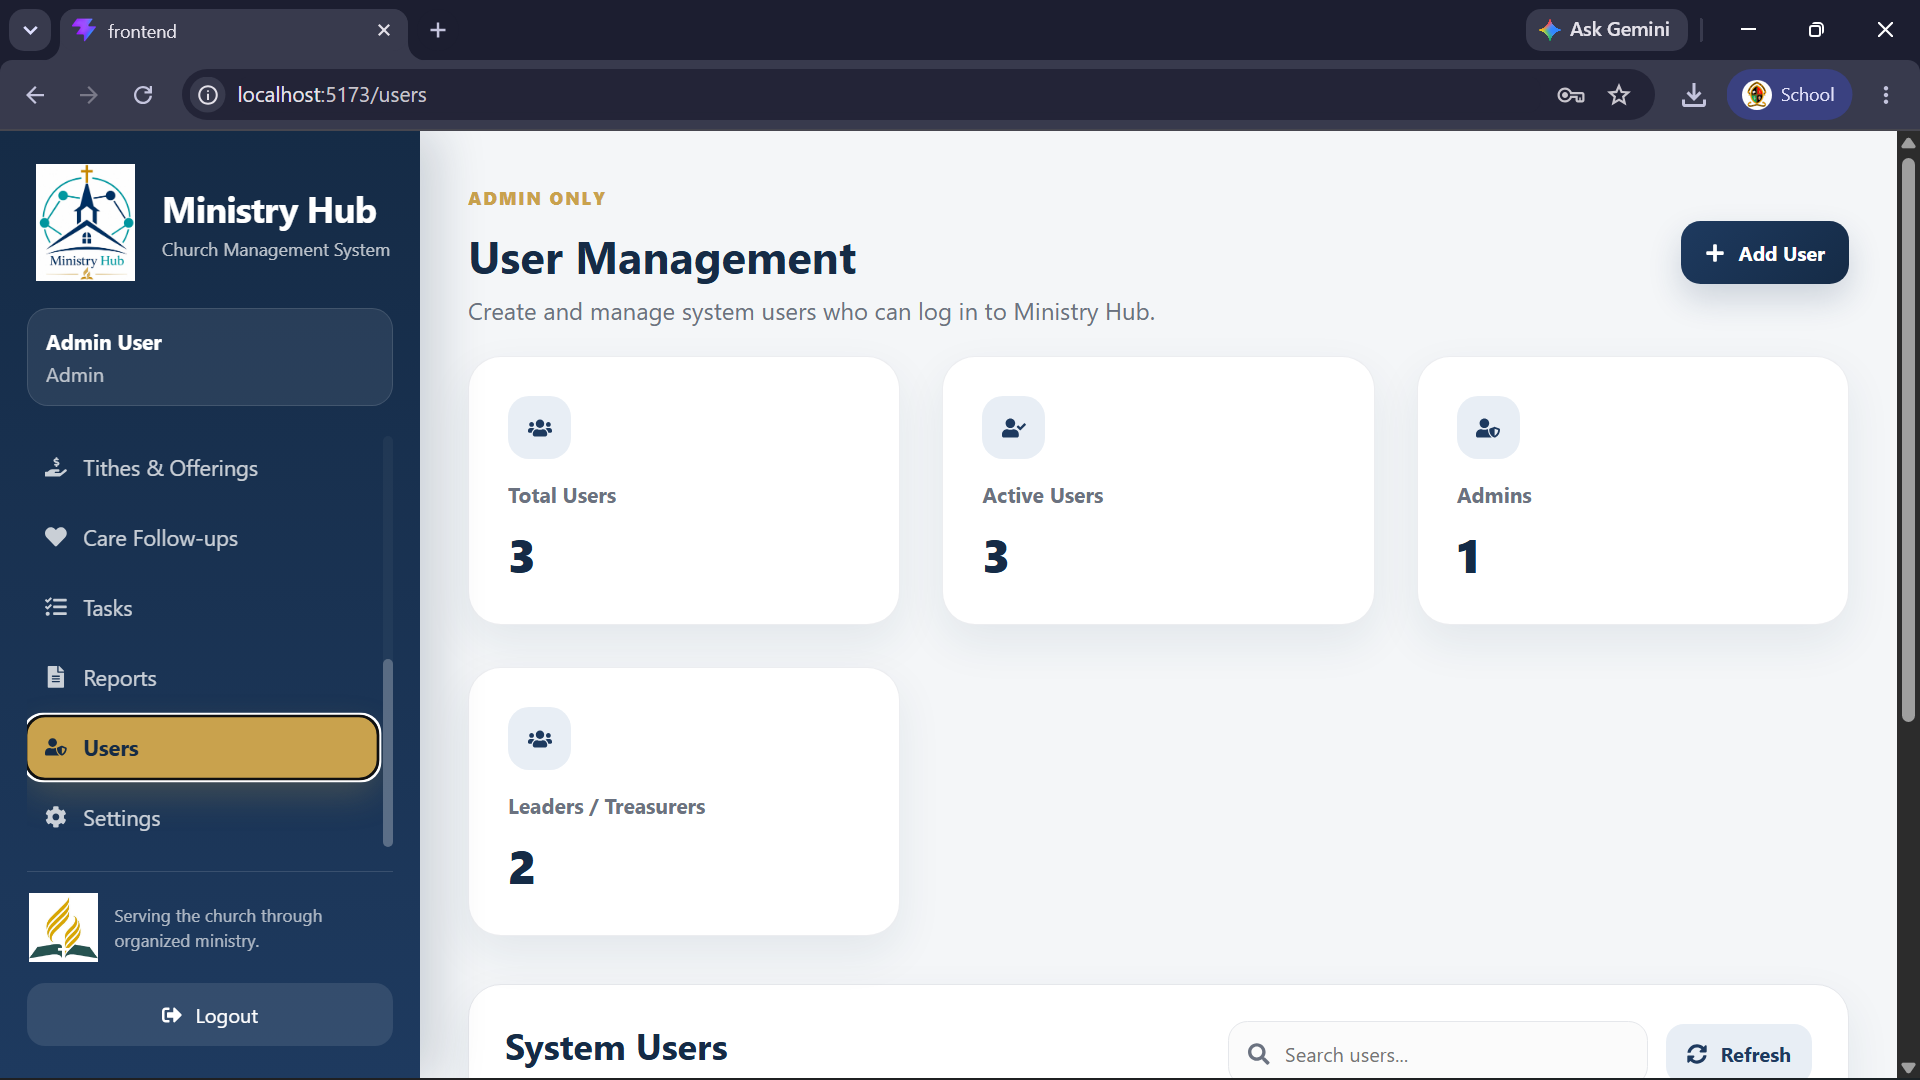 frontend
Ask Gemini
localhost:5173/users
School
Ministry Hub
Ministry Hub
Church Management System
Admin User
Admin
Tithes & Offerings
Care Follow-ups
Tasks
Reports
Users
Settings
Serving the church through
organized ministry.
Logout
ADMIN ONLY
User Management
Create and manage system users who can log in to Ministry Hub.
Add User
Total Users
3
Active Users
3
Admins
1
Leaders / Treasurers
2
System Users
Search users...
Refresh